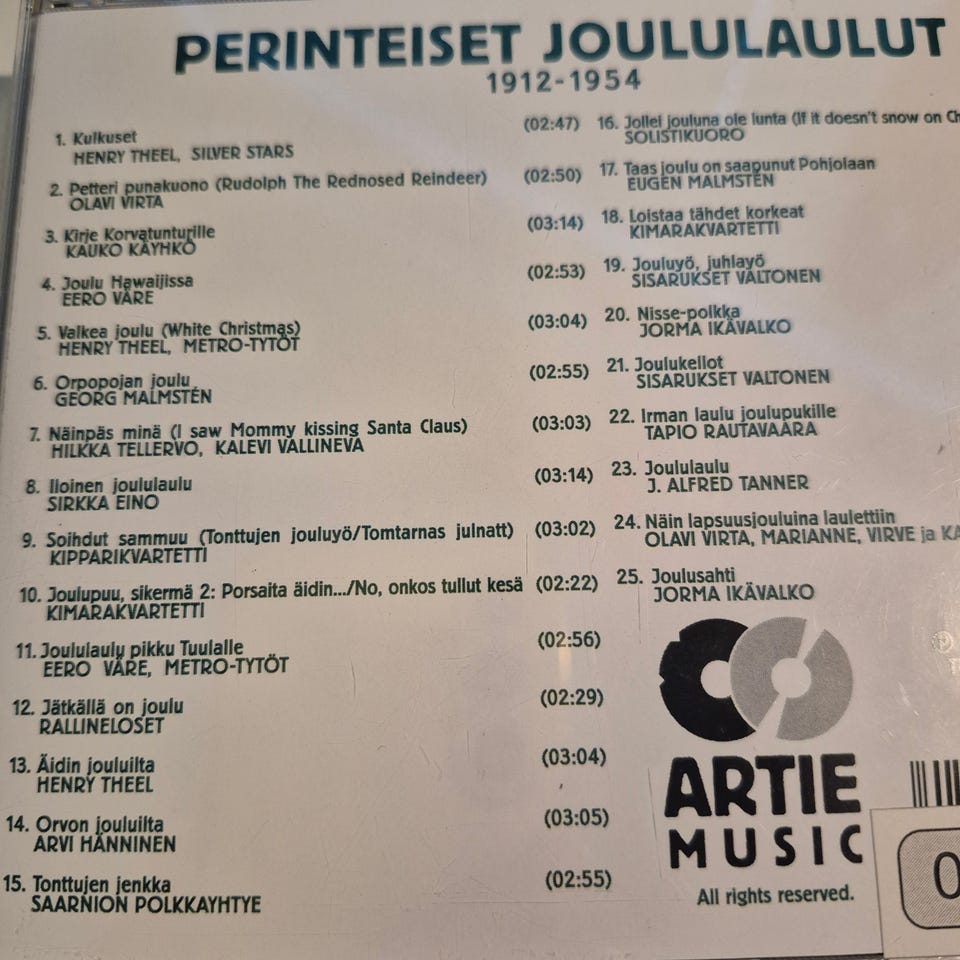 PERINTEISET JOULULAULUT
1912-1954
1. Kulkuset (02:47)
HENRY THEEL, SILVER STARS
2. Petteri punakuono (Rudolph The Rednosed Reindeer) (02:50)
OLAVI VIRTA
3. Kirje Korvatunturille (03:14)
KAUKO KÄYHKÖ
4. Joulu Hawaijissa (02:53)
EERO VÄRE
5. Valkea joulu (White Christmas) (03:04)
HENRY THEEL, METRO-TYTÖT
6. Orpopojan joulu (02:55)
GEORG MALMSTÉN
7. Näinpäs minä (I saw Mommy kissing Santa Claus) (03:03)
HILKKA TELLERVO, KALEVI VALLINEVA
8. Iloinen joululaulu (03:14)
SIRKKA EINO
9. Soihdut sammuu (Tonttujen jouluyö/Tomtarnas julnatt) (03:02)
KIPPARIKVARTETTI
10. Joulupuu, sikermä 2: Porsaita äidin.../No, onkos tullut kesä (02:22)
KIMARAKVARTETTI
11. Joululaulu pikku Tuulalle (02:56)
EERO VÄRE, METRO-TYTÖT
12. Jätkällä on joulu (02:29)
RALLINELOSET
13. Äidin jouluilta (03:04)
HENRY THEEL
14. Orvon jouluilta (03:05)
ARVI HÄNNINEN
15. Tonttujen jenkka (02:55)
SAARNION POLKKAYHTYE
16. Jollei jouluna ole lunta (If it doesn't snow on Ch
SOLISTIKUORO
17. Taas joulu on saapunut Pohjolaan
EUGEN MALMSTÉN
18. Loistaa tähdet korkeat
KIMARAKVARTETTI
19. Jouluyö, juhlayö
SISARUKSET VALTONEN
20. Nisse-polkka
JORMA IKÄVALKO
21. Joulukellot
SISARUKSET VALTONEN
22. Irman laulu joulupukille
TAPIO RAUTAVAARA
23. Joululaulu
J. ALFRED TANNER
24. Näin lapsuusjouluina laulettiin
OLAVI VIRTA, MARIANNE, VIRVE ja KA
25. Joulusahti
JORMA IKÄVALKO
ARTIE
MUSIC
All rights reserved.
℗
0